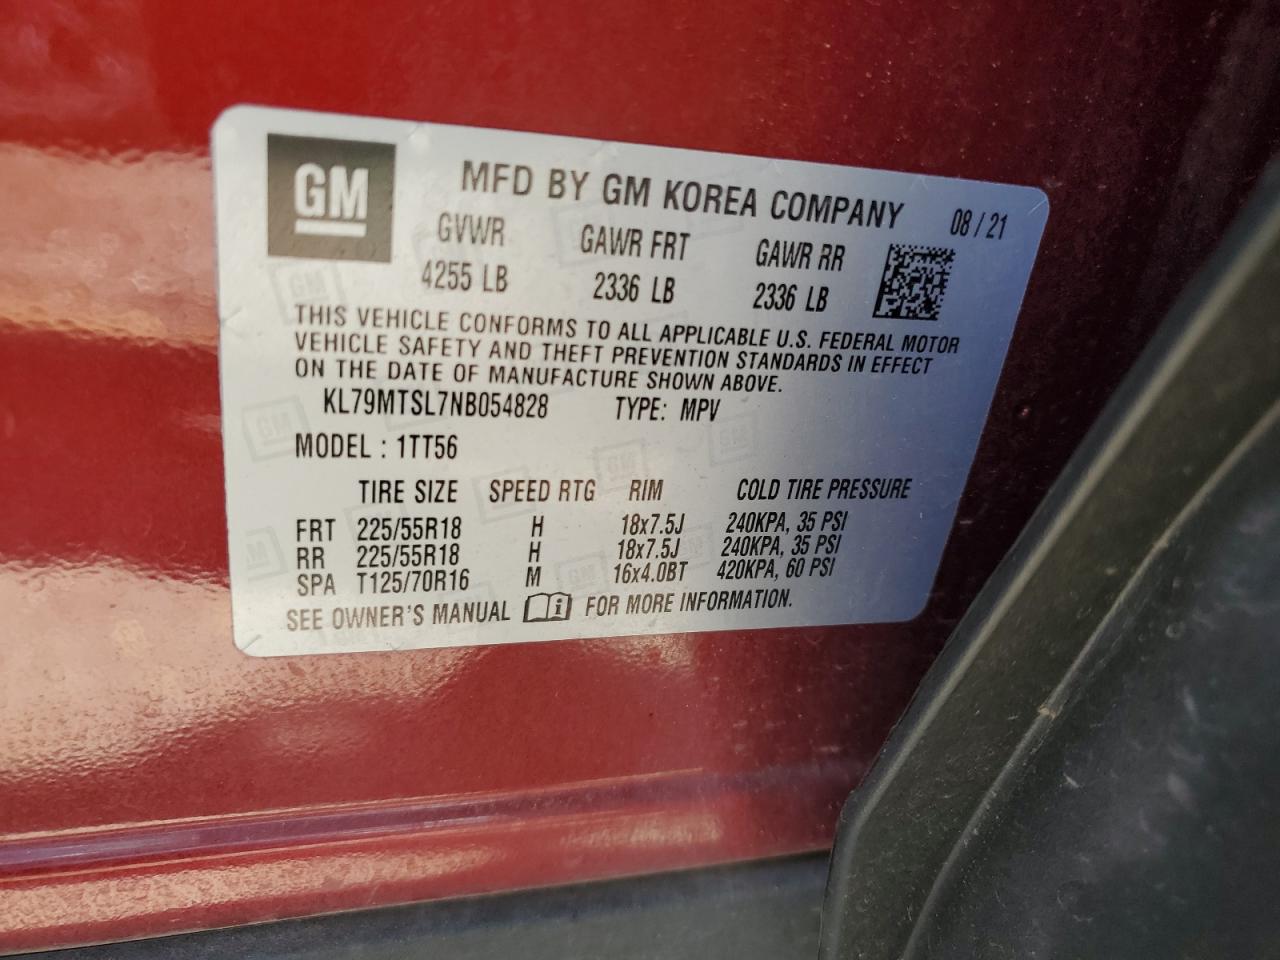 GM
MFD BY GM KOREA COMPANY 08 / 21
GVWR GAWR FRT GAWR RR
4255 LB 2336 LB 2336 LB
THIS VEHICLE CONFORMS TO ALL APPLICABLE U.S. FEDERAL MOTOR
VEHICLE SAFETY AND THEFT PREVENTION STANDARDS IN EFFECT
ON THE DATE OF MANUFACTURE SHOWN ABOVE.
KL79MTSL7NB054828 TYPE: MPV
MODEL : 1TT56
TIRE SIZE SPEED RTG RIM COLD TIRE PRESSURE
FRT 225/55R18 H 18x7.5J 240KPA, 35 PSI
RR 225/55R18 H 18x7.5J 240KPA, 35 PSI
SPA T125/70R16 M 16x4.0BT 420KPA, 60 PSI
SEE OWNER'S MANUAL i FOR MORE INFORMATION.